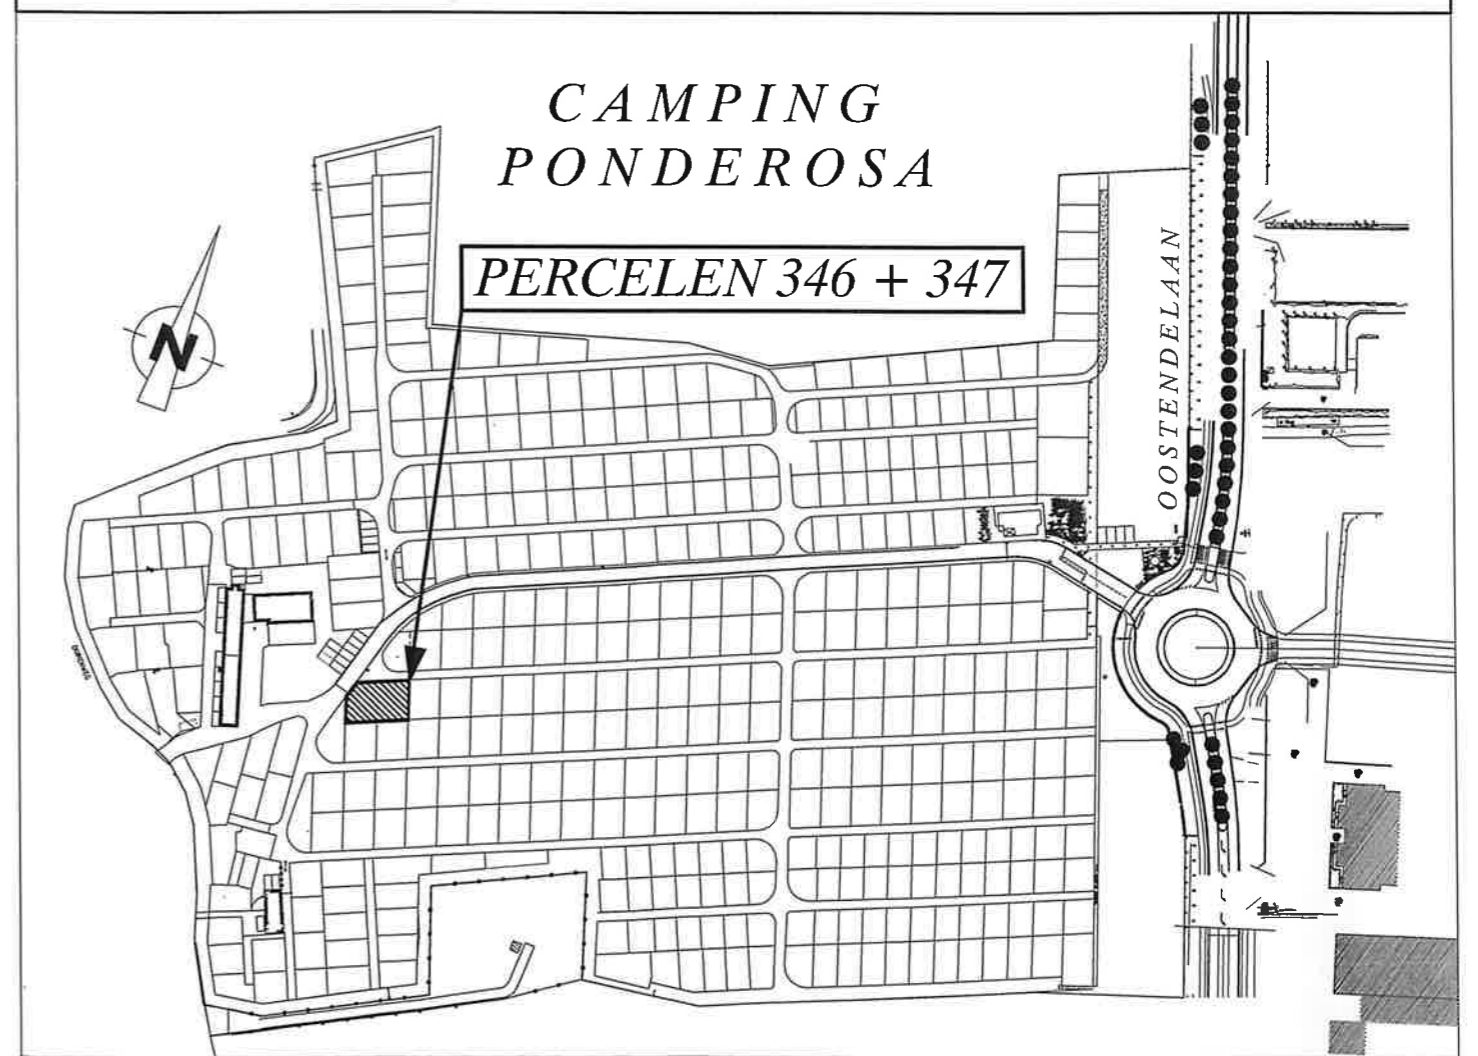 CAMPING
PONDEROSA
PERCELEN 346 + 347
OOSTENDELAAN
N